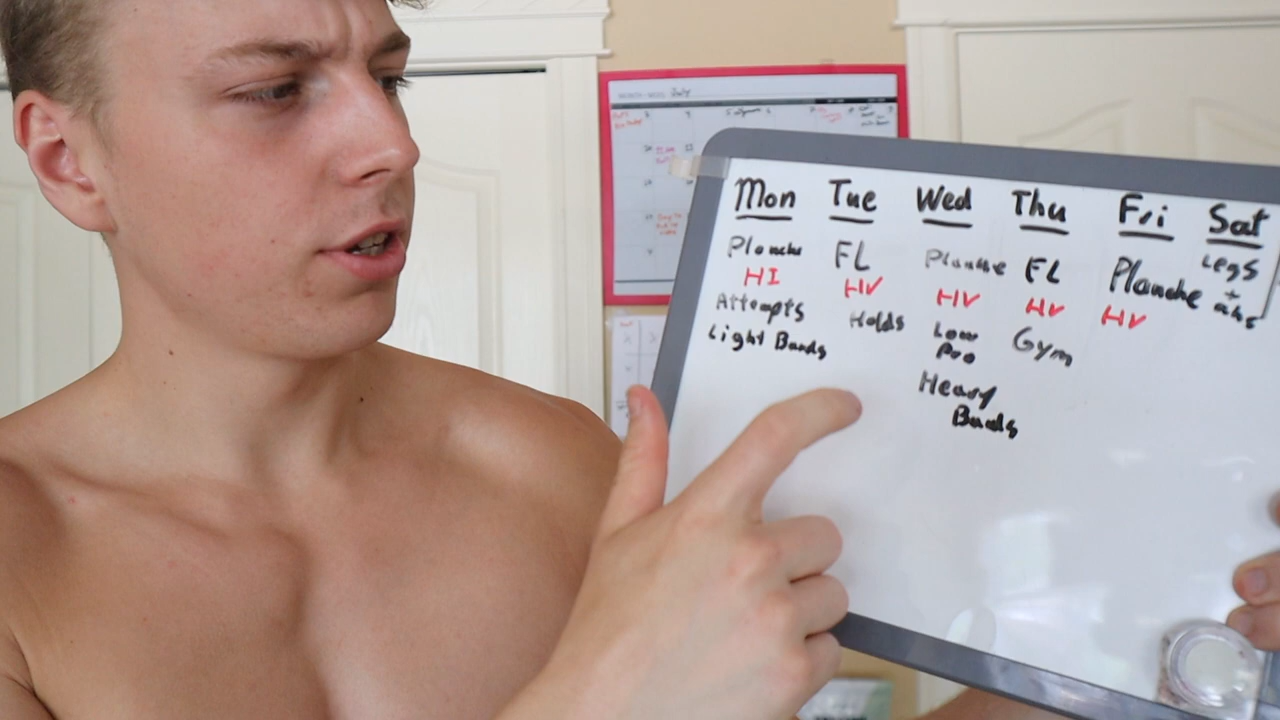 Mon Tue Wed Thu Fri Sat
Planche
HI
Attempts
Light Bands
FL
HV
Holds
Planche
HV
Low
Pro
Heavy
Bands
FL
HV
Gym
Planche
HV
Legs
+
abs
July